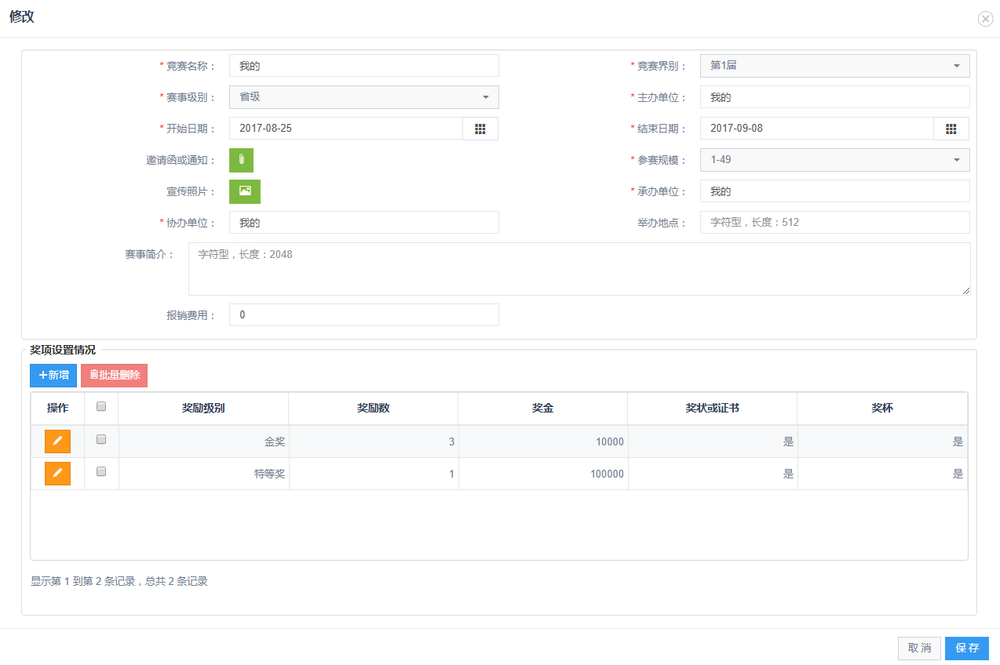 修改
* 竞赛名称： 我的 * 竞赛界别： 第1届
* 赛事级别： 省级 * 主办单位： 我的
* 开始日期： 2017-08-25 * 结束日期： 2017-09-08
邀请函或通知： * 参赛规模： 1-49
宣传照片： * 承办单位： 我的
* 协办单位： 我的 举办地点： 字符型，长度：512
赛事简介： 字符型，长度：2048
报销费用： 0
奖项设置情况
新增 批量删除
操作 奖励级别 奖励数 奖金 奖状或证书 奖杯
金奖 3 10000 是 是
特等奖 1 100000 是 是
显示第 1 到第 2 条记录，总共 2 条记录
取消 保存